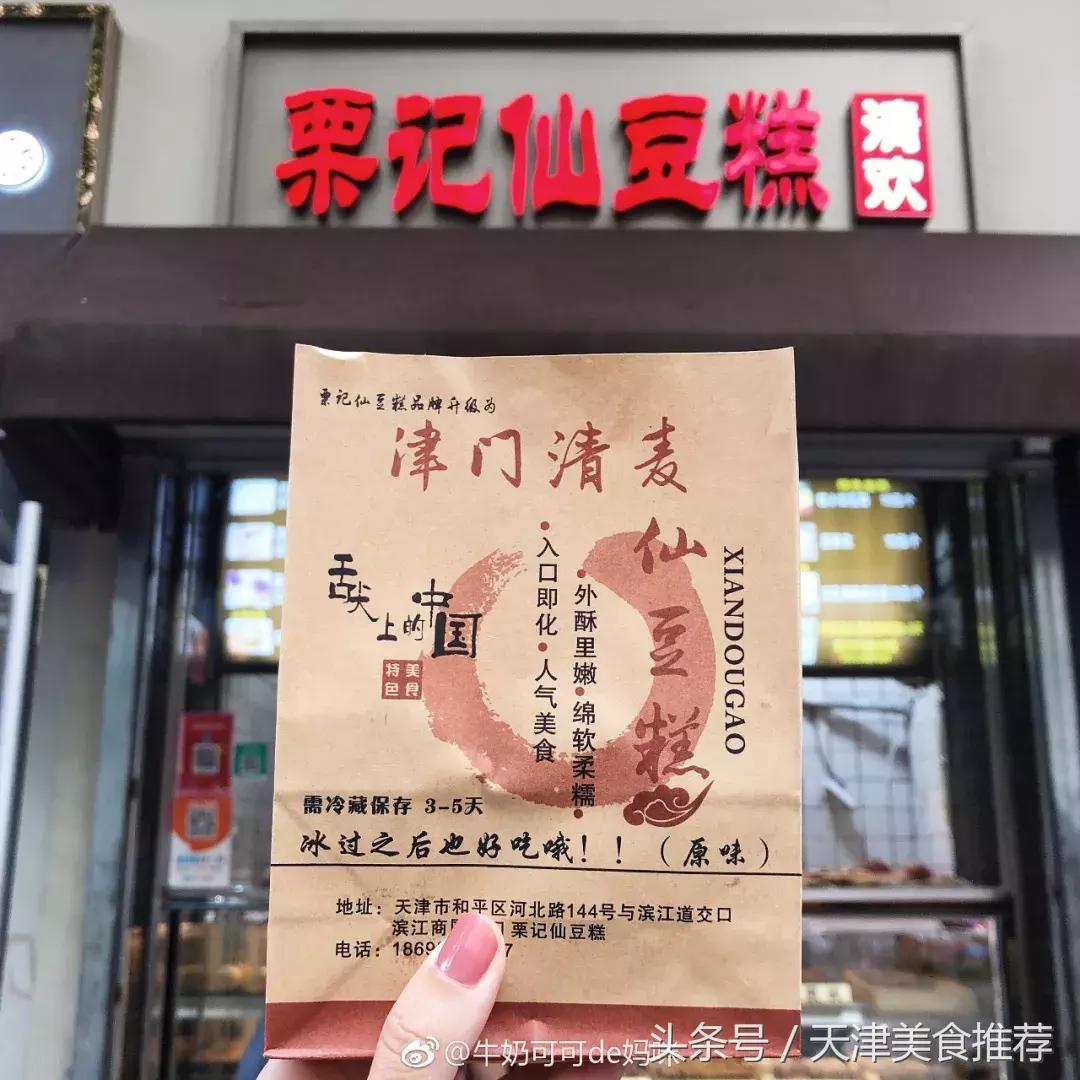 栗记仙豆糕
清欢
栗记仙豆糕品牌升级为
津门清麦
仙豆糕
XIANDOUGAO
•外酥里嫩•绵软柔糯•
•入口即化•人气美食
舌尖上的中国
特色
美食
需冷藏保存 3-5天
冰过之后也好吃哦！！（原味）
地址：天津市和平区河北路144号与滨江道交口
滨江商 栗记仙豆糕
电话：1869 7
@牛奶可可de妈咪
头条号 / 天津美食推荐